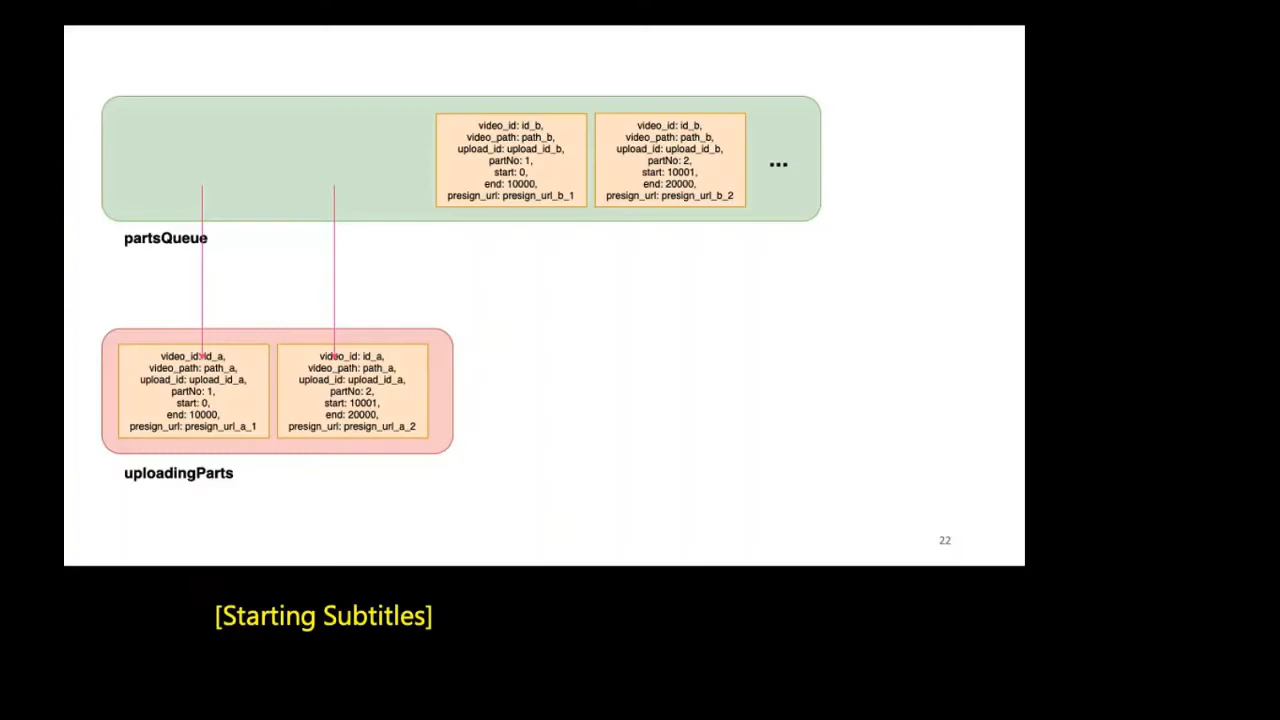 video_id: id_b,
video_path: path_b,
upload_id: upload_id_b,
partNo: 1,
start: 0,
end: 10000,
presign_url: presign_url_b_1
video_id: id_b,
video_path: path_b,
upload_id: upload_id_b,
partNo: 2,
start: 10001,
end: 20000,
presign_url: presign_url_b_2
...
partsQueue
video_id: id_a,
video_path: path_a,
upload_id: upload_id_a,
partNo: 1,
start: 0,
end: 10000,
presign_url: presign_url_a_1
video_id: id_a,
video_path: path_a,
upload_id: upload_id_a,
partNo: 2,
start: 10001,
end: 20000,
presign_url: presign_url_a_2
uploadingParts
22
[Starting Subtitles]